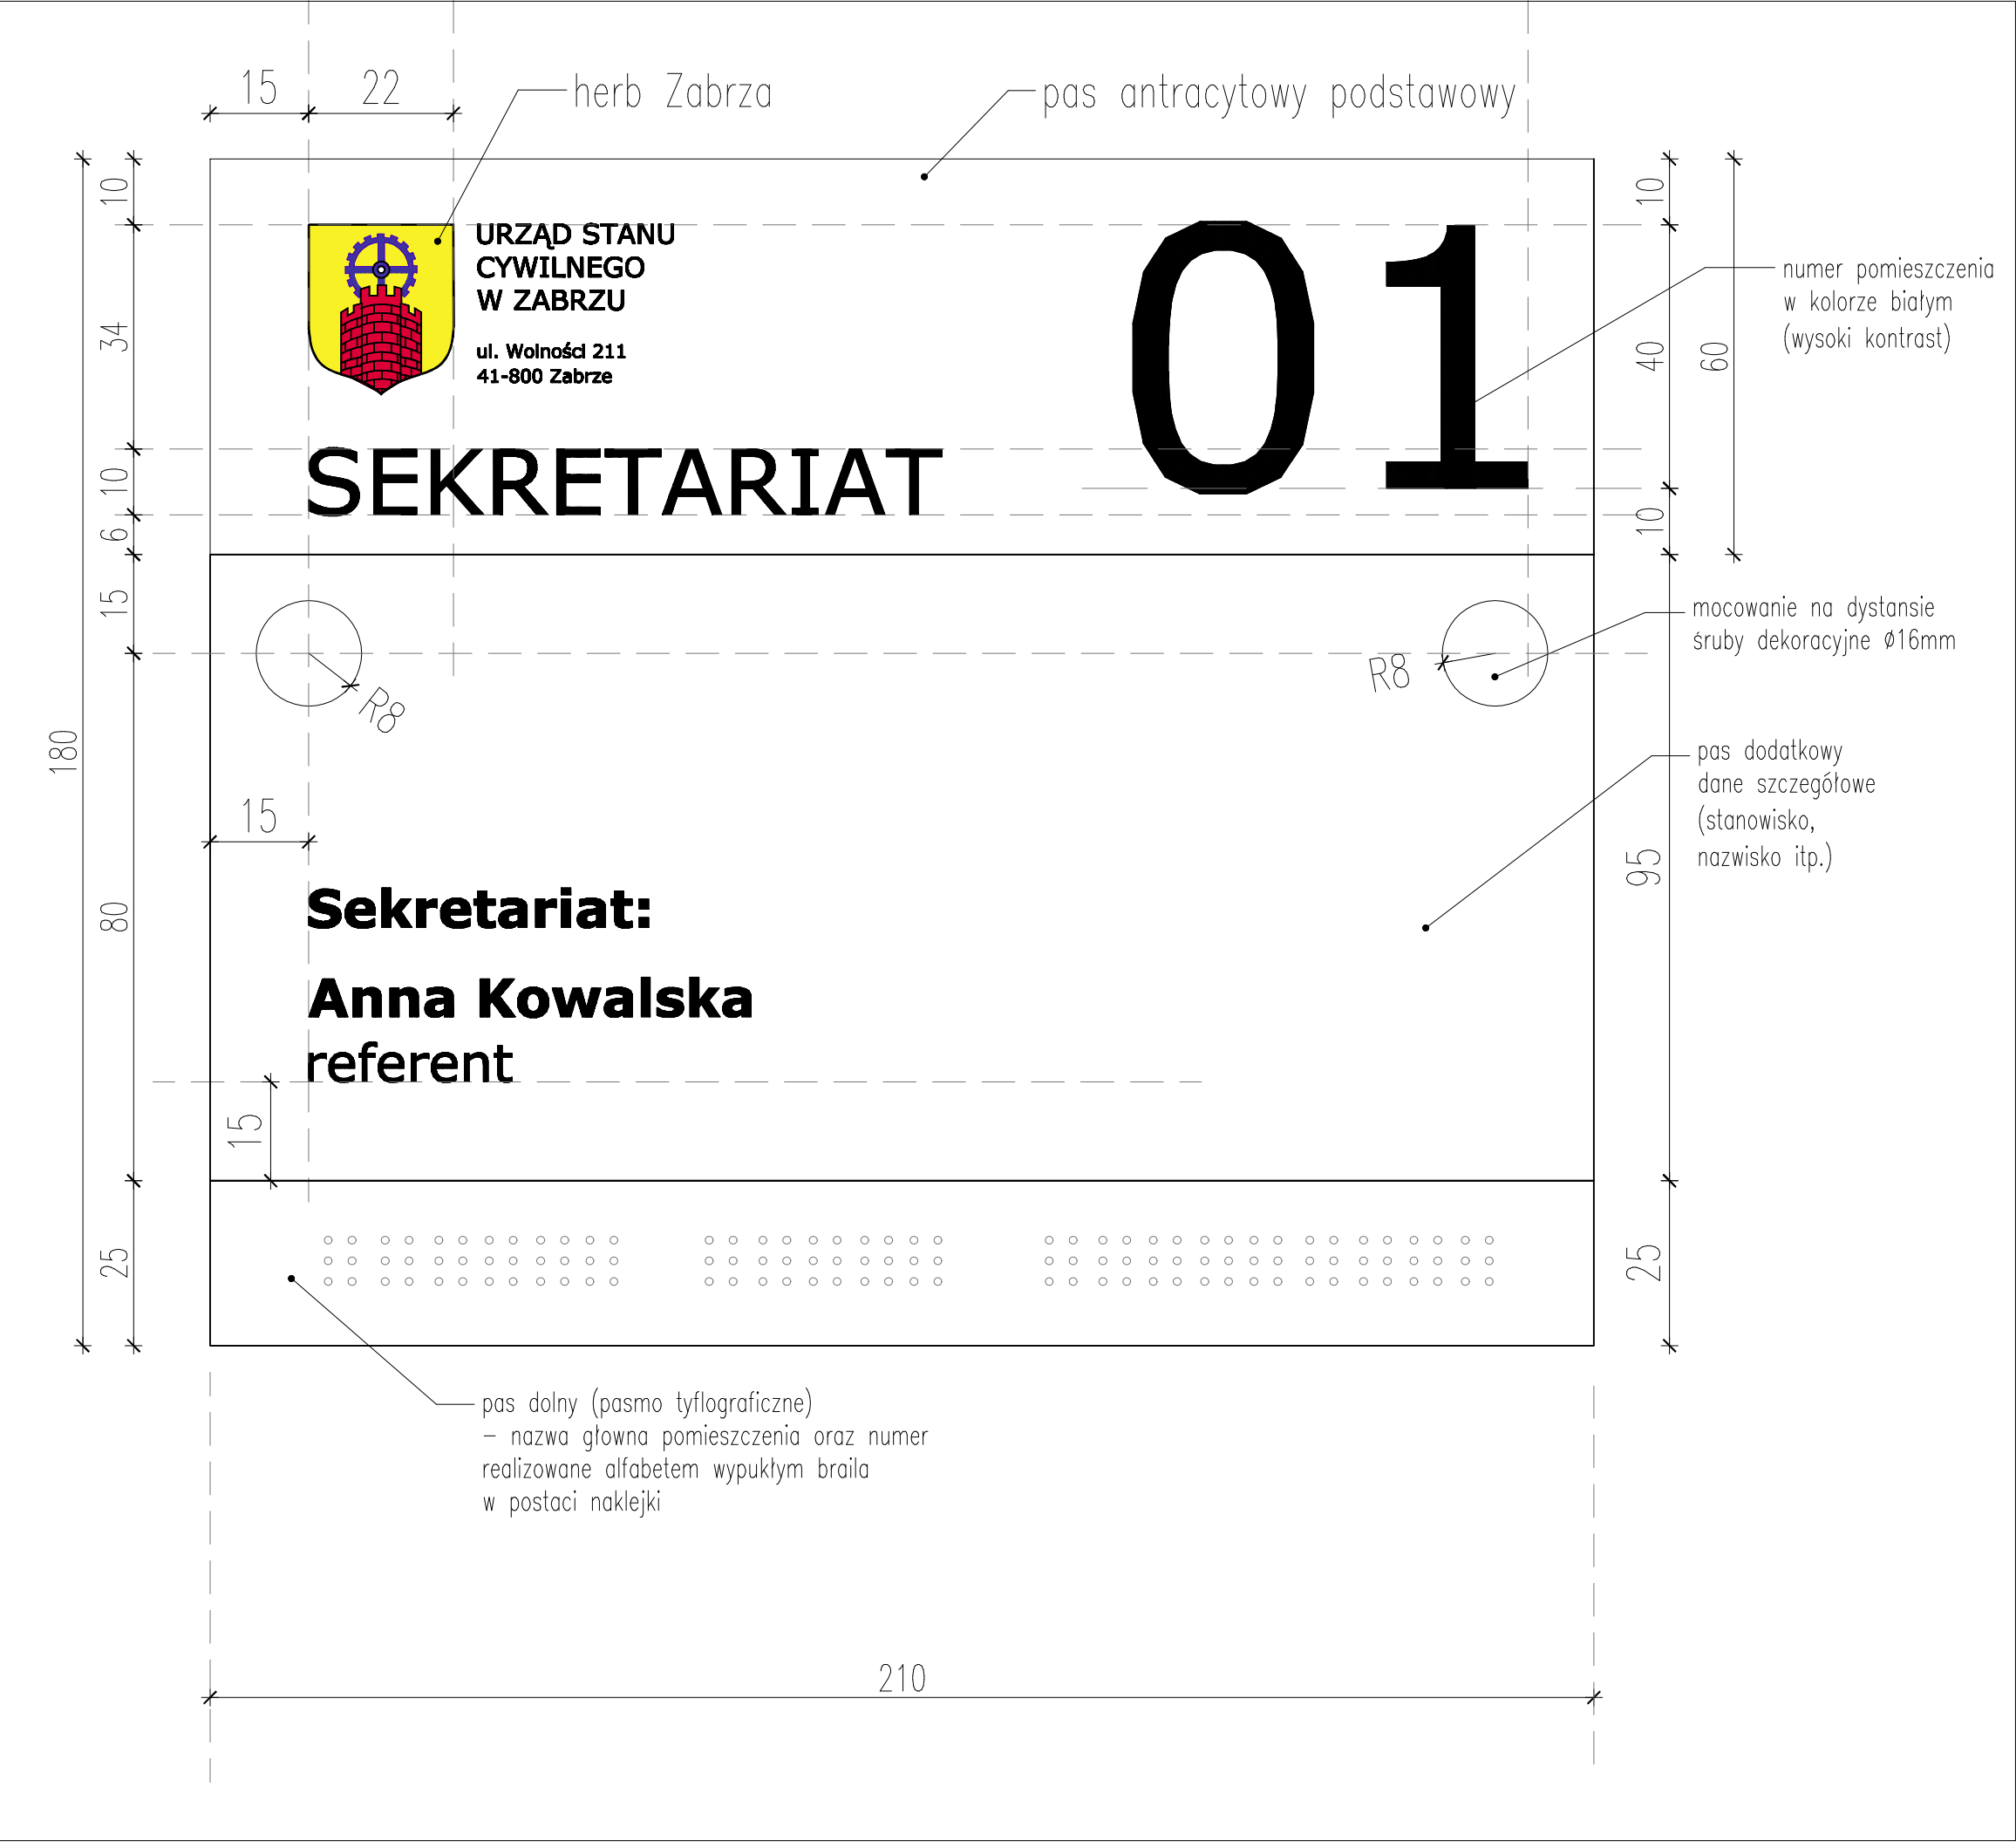 15
22
herb Zabrza
pas antracytowy podstawowy
10
34
10
6
15
180
80
25
URZĄD STANU
CYWILNEGO
W ZABRZU
ul. Wolności 211
41-800 Zabrze
SEKRETARIAT
01
10
40
60
10
numer pomieszczenia
w kolorze białym
(wysoki kontrast)
R8
R8
mocowanie na dystansie
śruby dekoracyjne Ø16mm
pas dodatkowy
dane szczegółowe
(stanowisko,
nazwisko itp.)
15
95
Sekretariat:
Anna Kowalska
referent
15
25
pas dolny (pasmo tyflograficzne)
– nazwa głowna pomieszczenia oraz numer
realizowane alfabetem wypukłym braila
w postaci naklejki
210